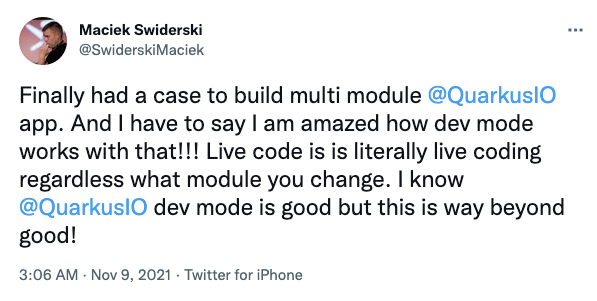 Maciek Swiderski
@SwiderskiMaciek
Finally had a case to build multi module @QuarkusIO
app. And I have to say I am amazed how dev mode
works with that!!! Live code is is literally live coding
regardless what module you change. I know
@QuarkusIO dev mode is good but this is way beyond
good!
3:06 AM · Nov 9, 2021 · Twitter for iPhone